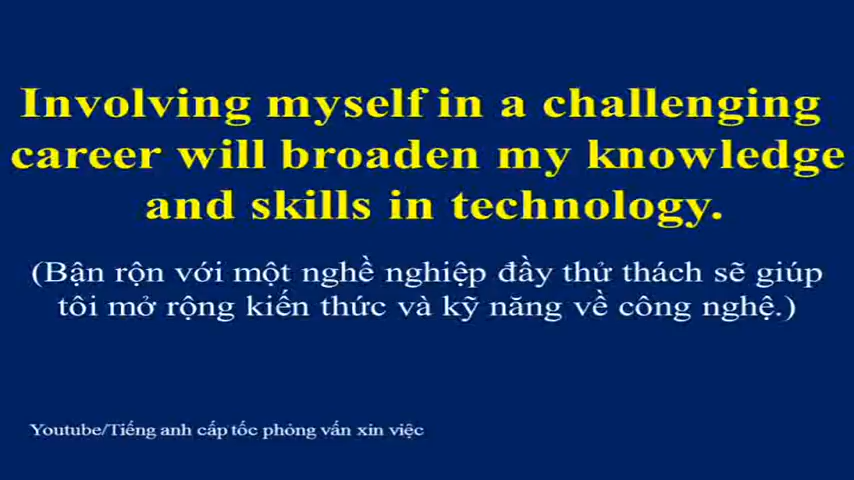 Involving myself in a challenging
career will broaden my knowledge
and skills in technology.
(Bận rộn với một nghề nghiệp đầy thử thách sẽ giúp
tôi mở rộng kiến thức và kỹ năng về công nghệ.)
Youtube/Tiếng anh cấp tốc phỏng vấn xin việc